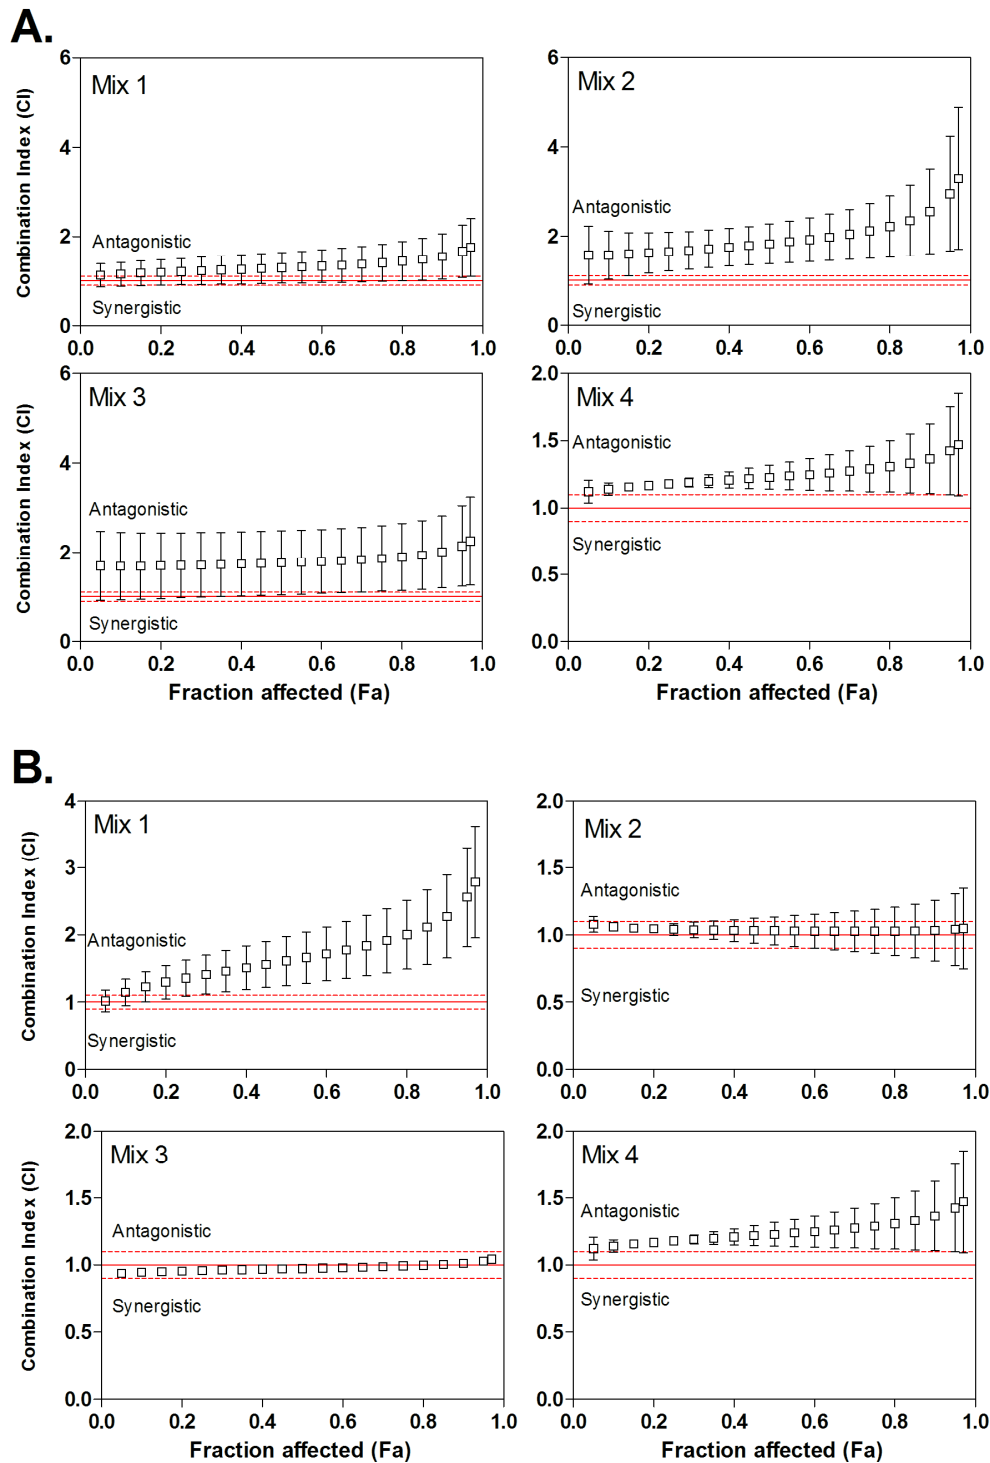 A.
Combination Index (CI)
6
4
2
0
Mix 1
Antagonistic
Synergistic
0.0 0.2 0.4 0.6 0.8 1.0
6
4
2
0
Mix 2
Antagonistic
Synergistic
0.0 0.2 0.4 0.6 0.8 1.0
Combination Index (CI)
6
4
2
0
Mix 3
Antagonistic
Synergistic
0.0 0.2 0.4 0.6 0.8 1.0
Fraction affected (Fa)
2.0
1.5
1.0
0.5
0.0
Mix 4
Antagonistic
Synergistic
0.0 0.2 0.4 0.6 0.8 1.0
Fraction affected (Fa)
B.
Combination Index (CI)
4
3
2
1
0
Mix 1
Antagonistic
Synergistic
0.0 0.2 0.4 0.6 0.8 1.0
2.0
1.5
1.0
0.5
0.0
Mix 2
Antagonistic
Synergistic
0.0 0.2 0.4 0.6 0.8 1.0
Combination Index (CI)
2.0
1.5
1.0
0.5
0.0
Mix 3
Antagonistic
Synergistic
0.0 0.2 0.4 0.6 0.8 1.0
Fraction affected (Fa)
2.0
1.5
1.0
0.5
0.0
Mix 4
Antagonistic
Synergistic
0.0 0.2 0.4 0.6 0.8 1.0
Fraction affected (Fa)